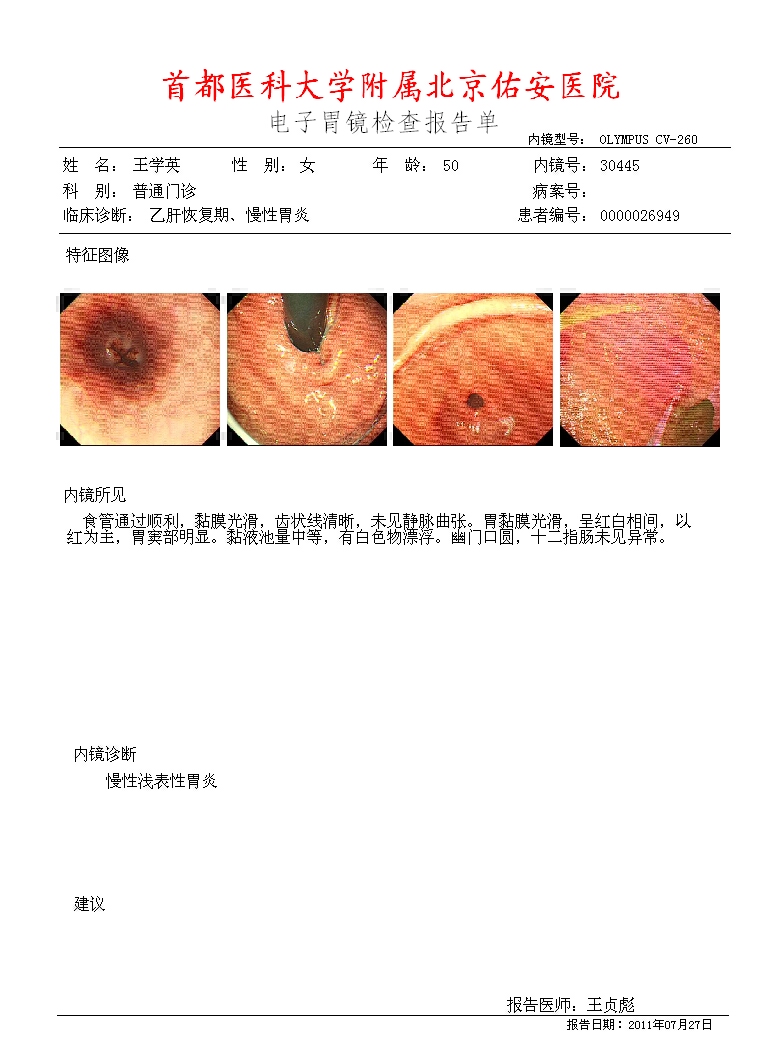 首都医科大学附属北京佑安医院
电子胃镜检查报告单
内镜型号： OLYMPUS CV-260
姓 名： 王学英 性 别： 女 年 龄： 50 内镜号： 30445
科 别： 普通门诊 病案号：
临床诊断： 乙肝恢复期、慢性胃炎 患者编号： 0000026949
特征图像
内镜所见
食管通过顺利，黏膜光滑，齿状线清晰，未见静脉曲张。胃黏膜光滑，呈红白相间，以
红为主，胃窦部明显。黏液池量中等，有白色物漂浮。幽门口圆，十二指肠未见异常。
内镜诊断
慢性浅表性胃炎
建议
报告医师： 王贞彪
报告日期： 2011年07月27日